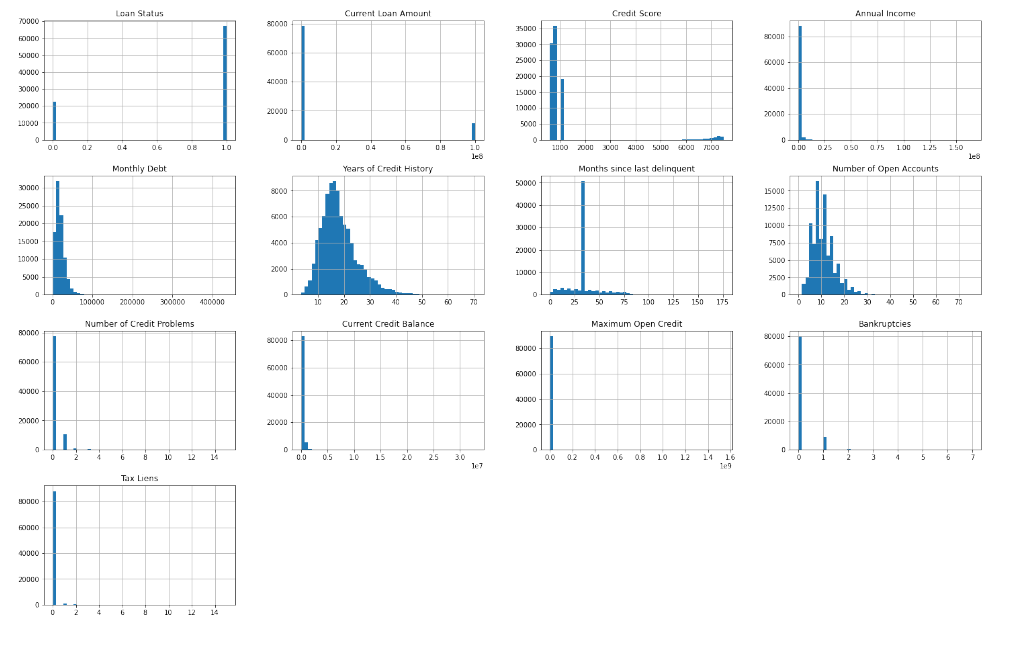 Loan Status
70000
60000
50000
40000
30000
20000
10000
0
0.0 0.2 0.4 0.6 0.8 1.0
Current Loan Amount
80000
60000
40000
20000
0
0.0 0.2 0.4 0.6 0.8 1.0
1e8
Credit Score
35000
30000
25000
20000
15000
10000
5000
0
1000 2000 3000 4000 5000 6000 7000
Annual Income
80000
60000
40000
20000
0
0.00 0.25 0.50 0.75 1.00 1.25 1.50
1e8
Monthly Debt
30000
25000
20000
15000
10000
5000
0
0 100000 200000 300000 400000
Years of Credit History
8000
6000
4000
2000
0
10 20 30 40 50 60 70
Months since last delinquent
50000
40000
30000
20000
10000
0
0 25 50 75 100 125 150 175
Number of Open Accounts
15000
12500
10000
7500
5000
2500
0
10 20 30 40 50 60 70
Number of Credit Problems
80000
60000
40000
20000
0
0 2 4 6 8 10 12 14
Current Credit Balance
80000
60000
40000
20000
0
0.0 0.5 1.0 1.5 2.0 2.5 3.0
1e7
Maximum Open Credit
80000
60000
40000
20000
0
0.0 0.2 0.4 0.6 0.8 1.0 1.2 1.4 1.6
1e9
Bankruptcies
80000
60000
40000
20000
0
0 1 2 3 4 5 6 7
Tax Liens
80000
60000
40000
20000
0
0 2 4 6 8 10 12 14